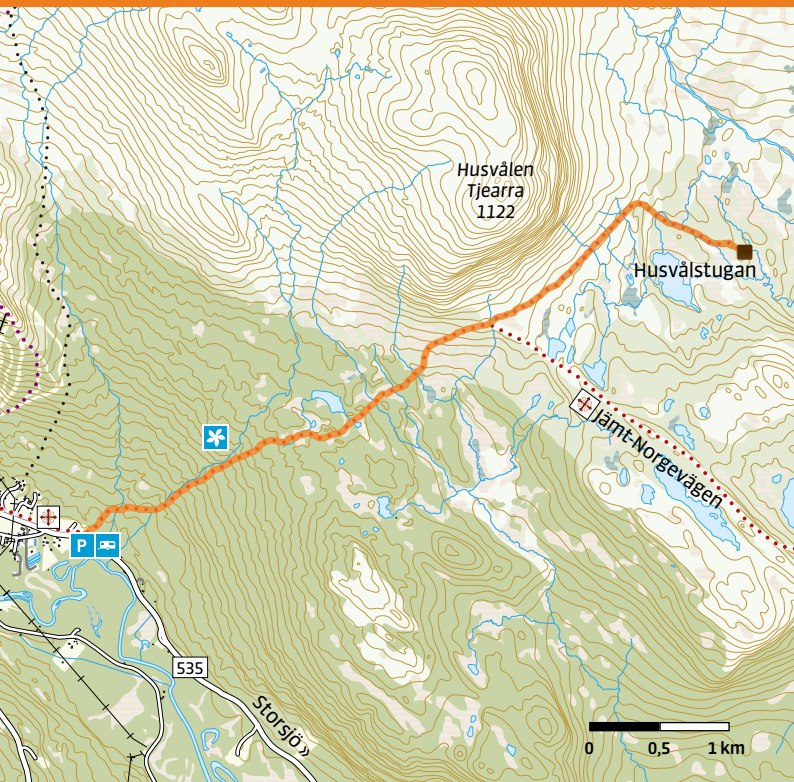 Husvålen
Tjearra
1122
Husvålstugan
Jämt-Norgevägen
P
535
Storsjö »
0 0,5 1 km